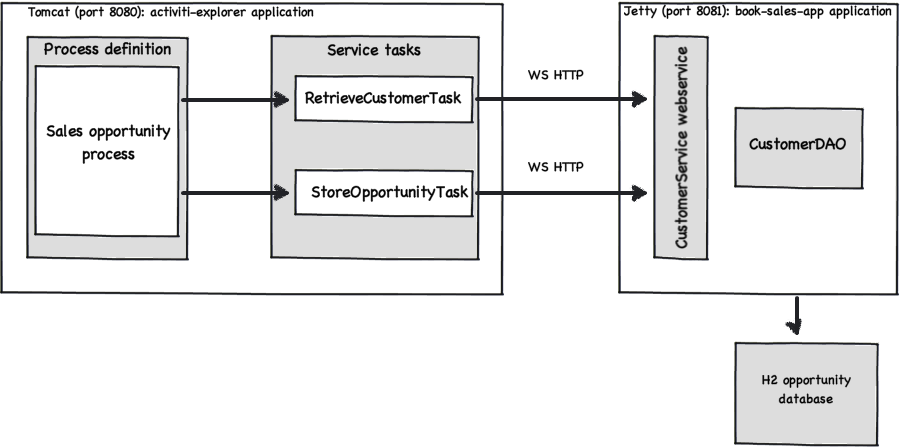 Tomcat (port 8080): activiti-explorer application
Jetty (port 8081): book-sales-app application
Process definition
Service tasks
Sales opportunity
process
RetrieveCustomerTask
StoreOpportunityTask
WS HTTP
WS HTTP
CustomerService webservice
CustomerDAO
H2 opportunity
database